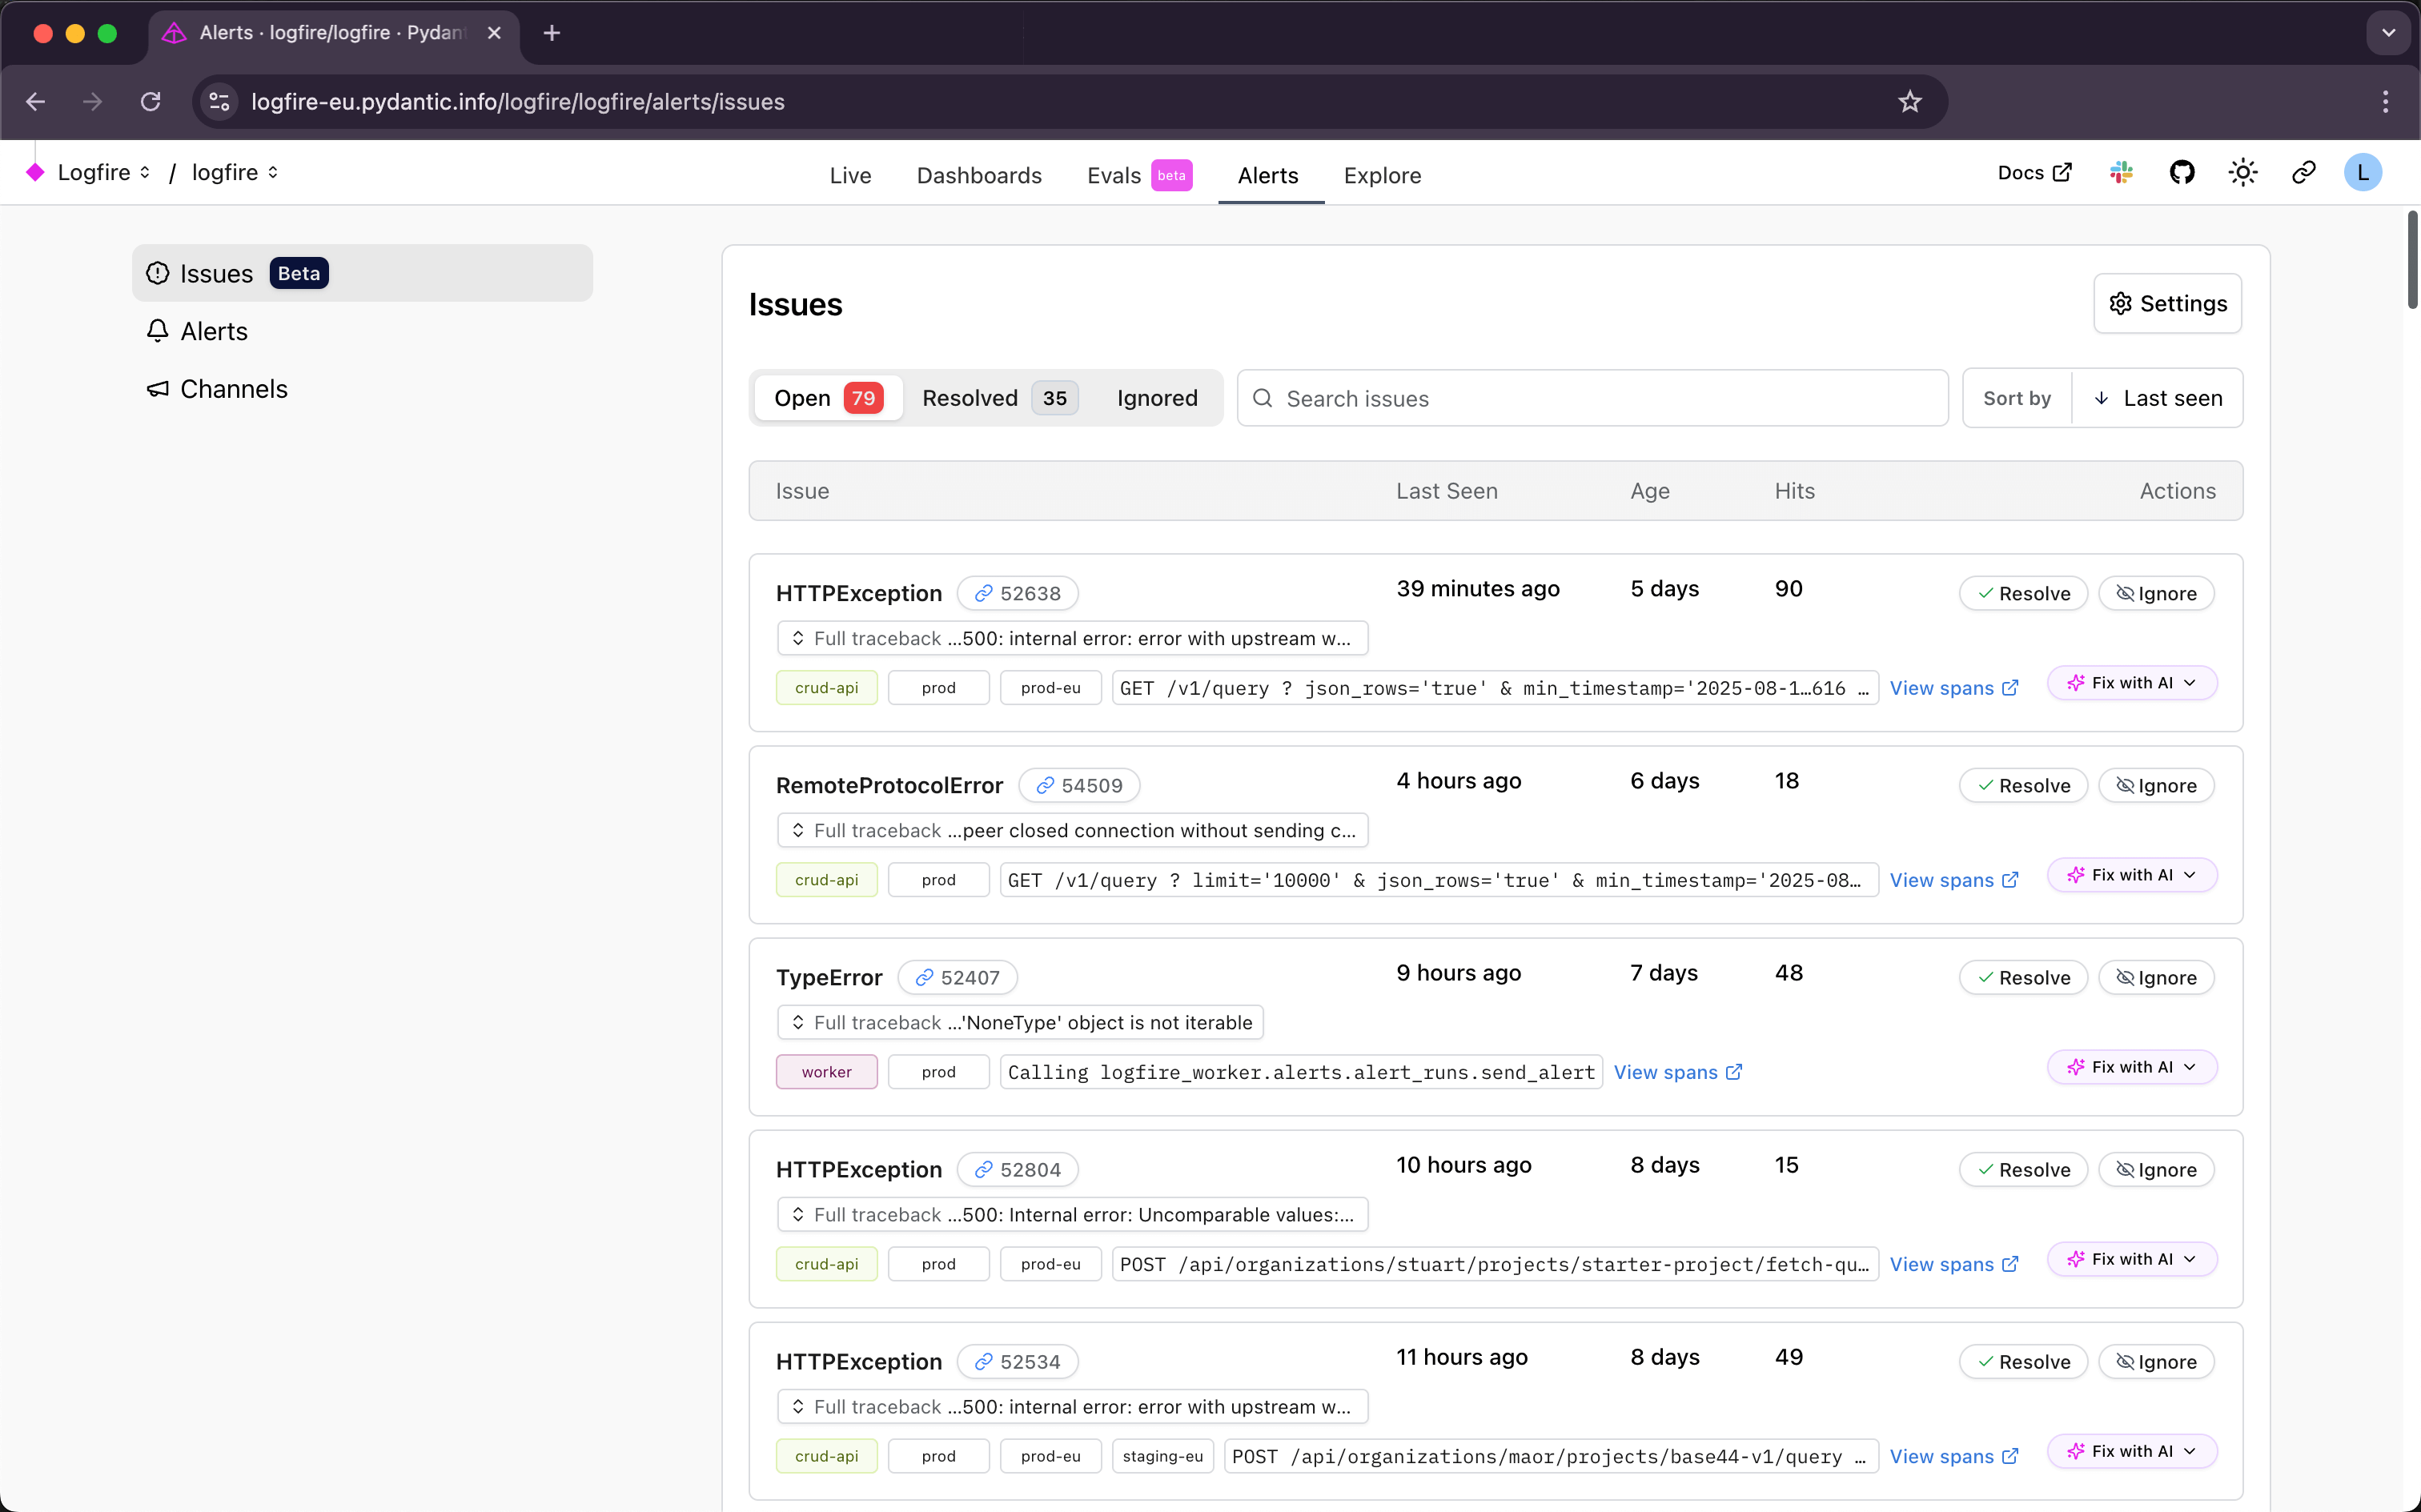 Alerts · logfire/logfire · Pydant
logfire-eu.pydantic.info/logfire/logfire/alerts/issues
Logfire / logfire
Live Dashboards Evals beta Alerts Explore
Docs L
Issues Beta
Alerts
Channels
Issues
Settings
Open 79 Resolved 35 Ignored Search issues Sort by Last seen
Issue Last Seen Age Hits Actions
HTTPException 52638 39 minutes ago 5 days 90 Resolve Ignore
Full traceback ...500: internal error: error with upstream w...
crud-api prod prod-eu GET /v1/query ? json_rows='true' & min_timestamp='2025-08-1…616 … View spans Fix with AI
RemoteProtocolError 54509 4 hours ago 6 days 18 Resolve Ignore
Full traceback ...peer closed connection without sending c...
crud-api prod GET /v1/query ? limit='10000' & json_rows='true' & min_timestamp='2025-08… View spans Fix with AI
TypeError 52407 9 hours ago 7 days 48 Resolve Ignore
Full traceback ...'NoneType' object is not iterable
worker prod Calling logfire_worker.alerts.alert_runs.send_alert View spans Fix with AI
HTTPException 52804 10 hours ago 8 days 15 Resolve Ignore
Full traceback ...500: Internal error: Uncomparable values:...
crud-api prod prod-eu POST /api/organizations/stuart/projects/starter-project/fetch-qu… View spans Fix with AI
HTTPException 52534 11 hours ago 8 days 49 Resolve Ignore
Full traceback ...500: internal error: error with upstream w...
crud-api prod prod-eu staging-eu POST /api/organizations/maor/projects/base44-v1/query … View spans Fix with AI